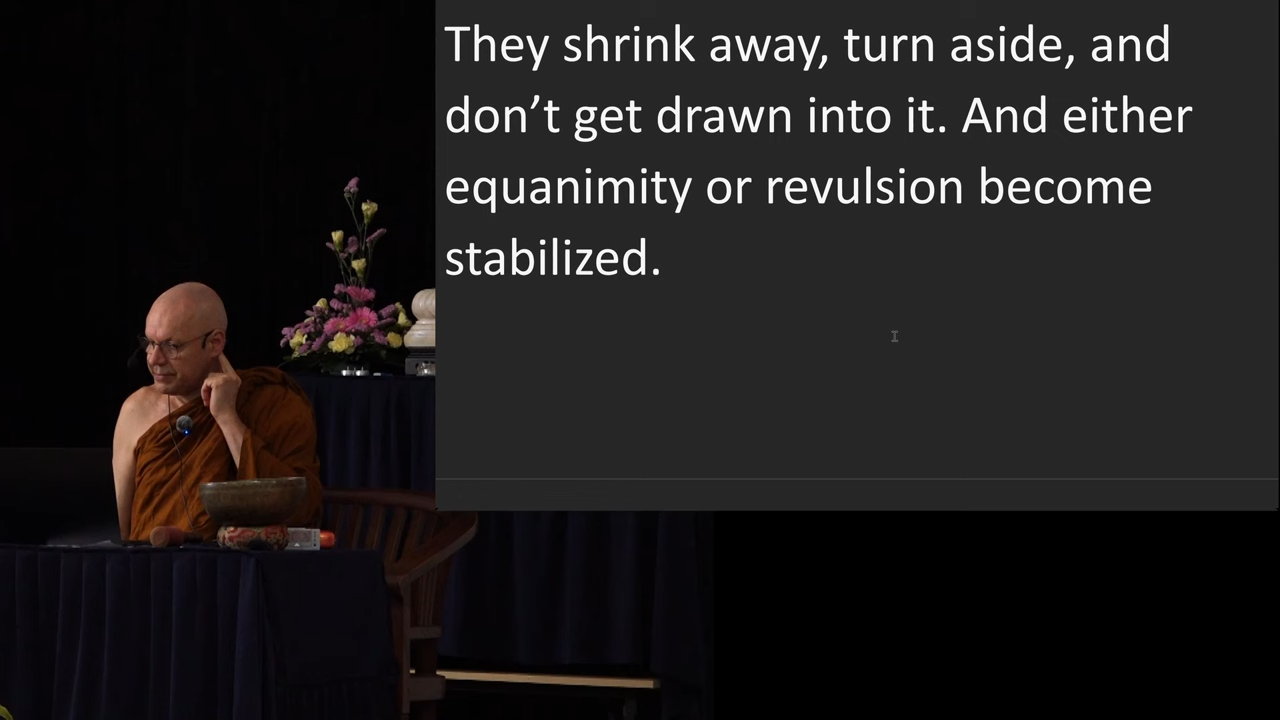 They shrink away, turn aside, and
don’t get drawn into it. And either
equanimity or revulsion become
stabilized.